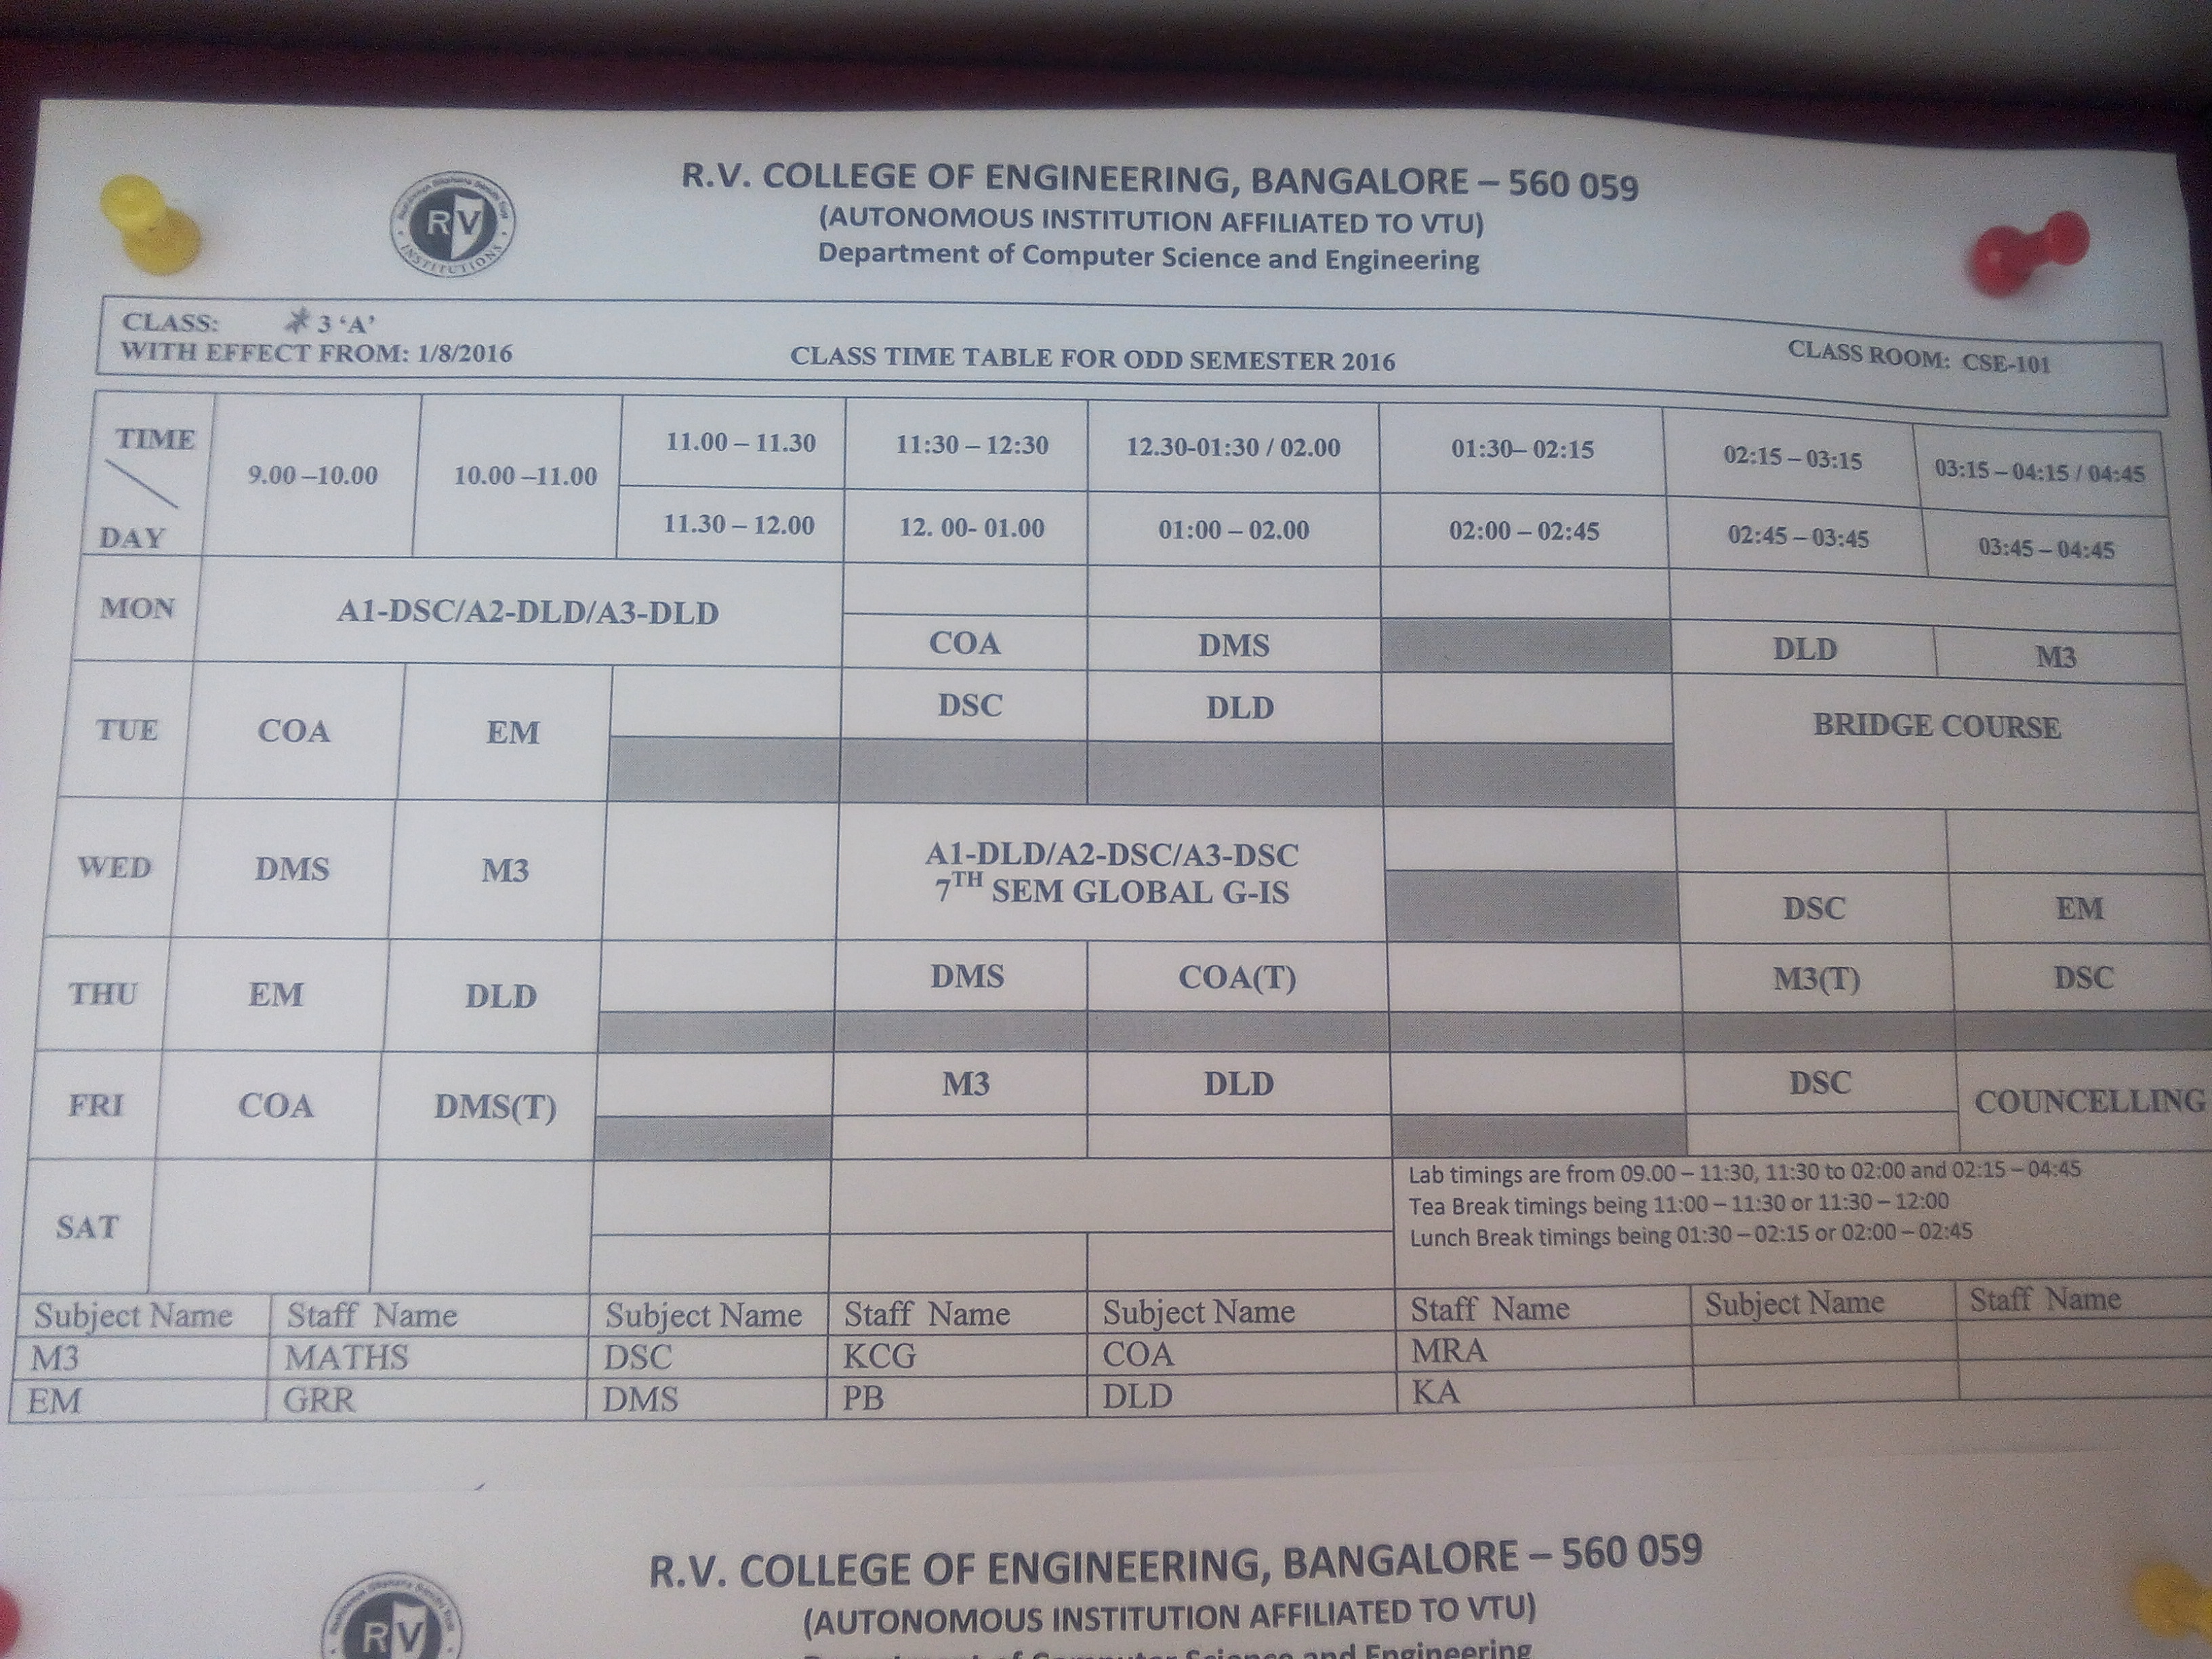 R.V. COLLEGE OF ENGINEERING, BANGALORE – 560 059
(AUTONOMOUS INSTITUTION AFFILIATED TO VTU)
Department of Computer Science and Engineering
RV
INSTITUTIONS
CLASS: 3 ‘A’
WITH EFFECT FROM: 1/8/2016 CLASS TIME TABLE FOR ODD SEMESTER 2016 CLASS ROOM: CSE-101
TIME 9.00 –10.00 10.00 –11.00 11.00 – 11.30 11:30 – 12:30 12.30-01:30 / 02.00 01:30– 02:15 02:15 – 03:15 03:15 – 04:15 / 04:45
DAY 11.30 – 12.00 12. 00- 01.00 01:00 – 02.00 02:00 – 02:45 02:45 – 03:45 03:45 – 04:45
MON A1-DSC/A2-DLD/A3-DLD COA DMS DLD M3
TUE COA EM DSC DLD BRIDGE COURSE
WED DMS M3 A1-DLD/A2-DSC/A3-DSC
7TH SEM GLOBAL G-IS DSC EM
THU EM DLD DMS COA(T) M3(T) DSC
FRI COA DMS(T) M3 DLD DSC COUNCELLING
SAT
Lab timings are from 09.00 – 11:30, 11:30 to 02:00 and 02:15 – 04:45
Tea Break timings being 11:00 – 11:30 or 11:30 – 12:00
Lunch Break timings being 01:30 – 02:15 or 02:00 – 02:45
Subject Name Staff Name Subject Name Staff Name Subject Name Staff Name Subject Name Staff Name
M3 MATHS DSC KCG COA MRA
EM GRR DMS PB DLD KA
R.V. COLLEGE OF ENGINEERING, BANGALORE – 560 059
(AUTONOMOUS INSTITUTION AFFILIATED TO VTU)
Department of Computer Science and Engineering
RV